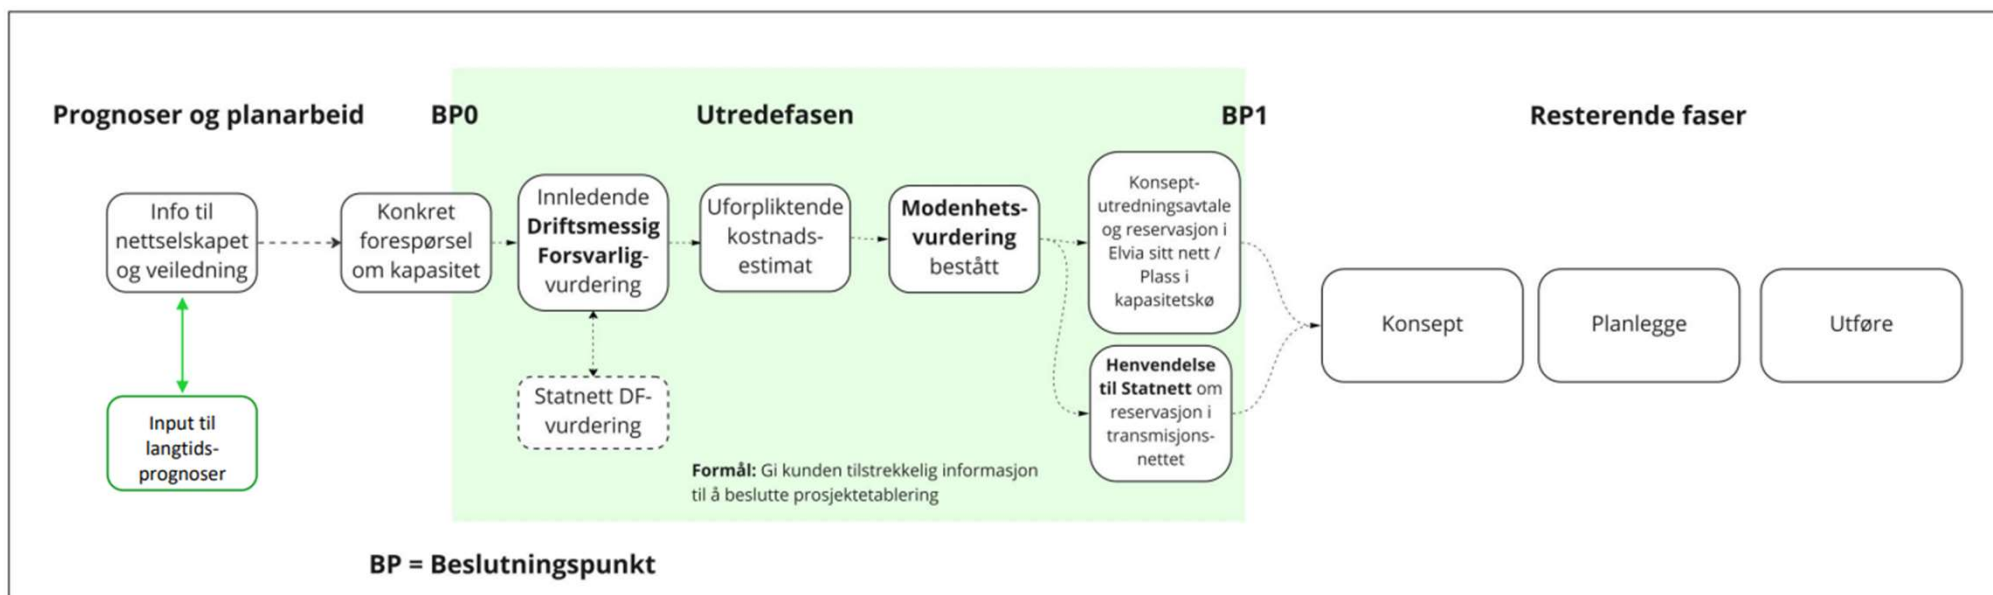 Prognoser og planarbeid
BP0
Utredefasen
BP1
Resterende faser
Info til
nettselskapet
og veiledning
Konkret
forespørsel
om kapasitet
Innledende
Driftsmessig
Forsvarlig-
vurdering
Uforpliktende
kostnads-
estimat
Modenhets-
vurdering
bestått
Konsept-
utredningsavtale
og reservasjon i
Elvia sitt nett /
Plass i
kapasitetskø
Konsept
Planlegge
Utføre
Input til
langtids-
prognoser
Statnett DF-
vurdering
Henvendelse
til Statnett om
reservasjon i
transmisjons-
nettet
Formål: Gi kunden tilstrekkelig informasjon
til å beslutte prosjektetablering
BP = Beslutningspunkt